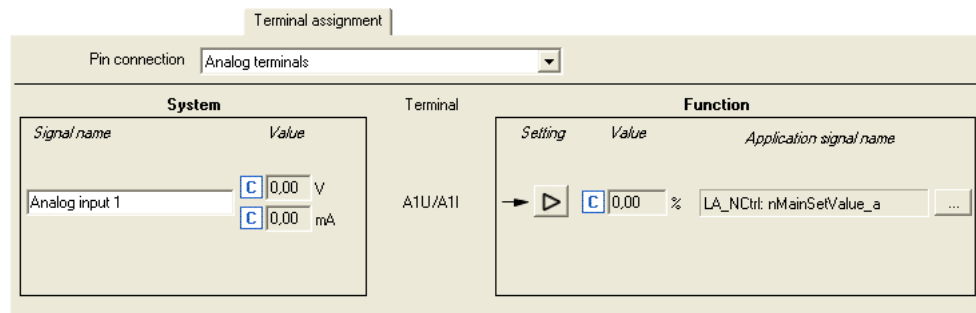 Terminal assignment
Pin connection Analog terminals
System Terminal Function
Signal name Value Setting Value Application signal name
Analog input 1 C 0,00 V A1U/A1I C 0,00 % LA_NCtrl: nMainSetValue_a ...
C 0,00 mA